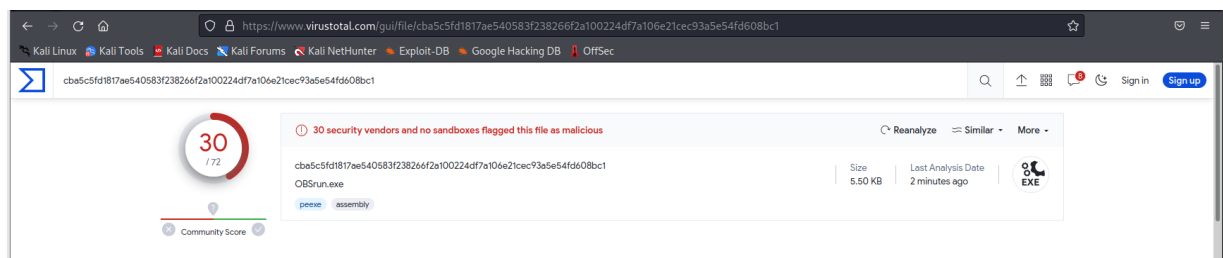 https://www.virustotal.com/gui/file/cba5c5fd1817ae540583f238266f2a100224df7a106e21cec93a5e54fd608bc1
Kali Linux Kali Tools Kali Docs Kali Forums Kali NetHunter Exploit-DB Google Hacking DB OffSec
cba5c5fd1817ae540583f238266f2a100224df7a106e21cec93a5e54fd608bc1 8 Sign in Sign up
30
/ 72
Community Score
30 security vendors and no sandboxes flagged this file as malicious Reanalyze Similar More
cba5c5fd1817ae540583f238266f2a100224df7a106e21cec93a5e54fd608bc1
OBSrun.exe
peexe assembly
Size Last Analysis Date
5.50 KB 2 minutes ago
EXE